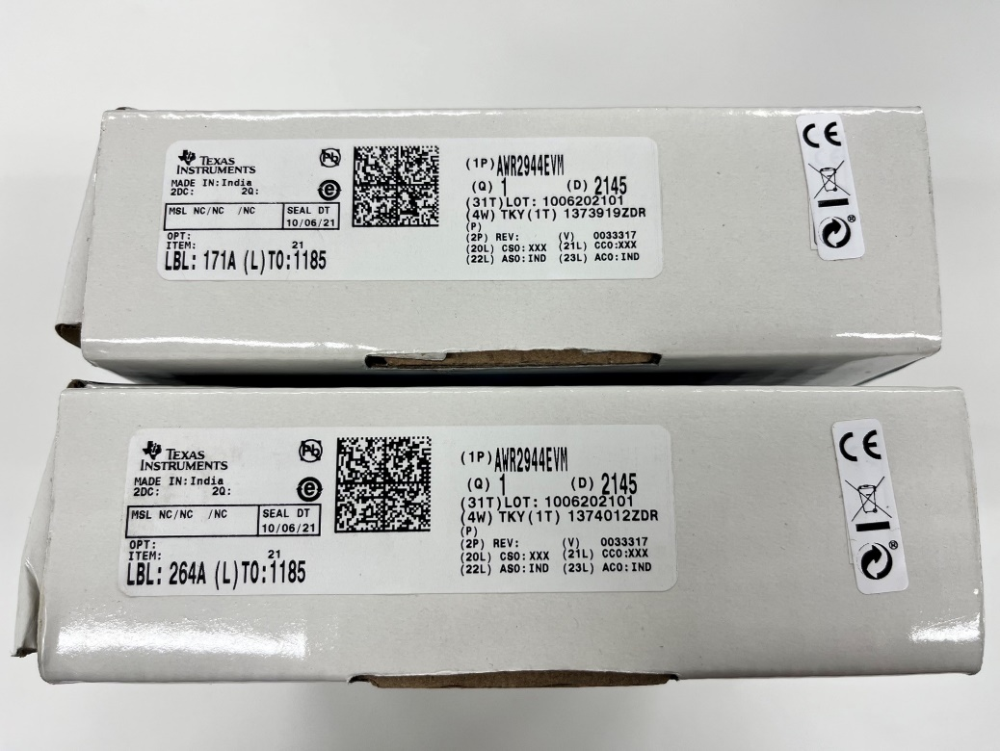 TEXAS
INSTRUMENTS
MADE IN:India
2DC: 2Q:
MSL NC/NC /NC SEAL DT
10/06/21
OPT:
ITEM: 21
LBL: 171A (L)TO:1185
Pb
e
(1P)AWR2944EVM
(Q) 1 (D) 2145
(31T)LOT: 1006202101
(4W) TKY(1T) 1373919ZDR
(P)
(2P) REV: (V) 0033317
(20L) CSO:XXX (21L) CCO:XXX
(22L) ASO:IND (23L) ACO:IND
CE
®
TEXAS
INSTRUMENTS
MADE IN:India
2DC: 2Q:
MSL NC/NC /NC SEAL DT
10/06/21
OPT:
ITEM: 21
LBL: 264A (L)TO:1185
Pb
e
(1P)AWR2944EVM
(Q) 1 (D) 2145
(31T)LOT: 1006202101
(4W) TKY(1T) 1374012ZDR
(P)
(2P) REV: (V) 0033317
(20L) CSO:XXX (21L) CCO:XXX
(22L) ASO:IND (23L) ACO:IND
CE
®